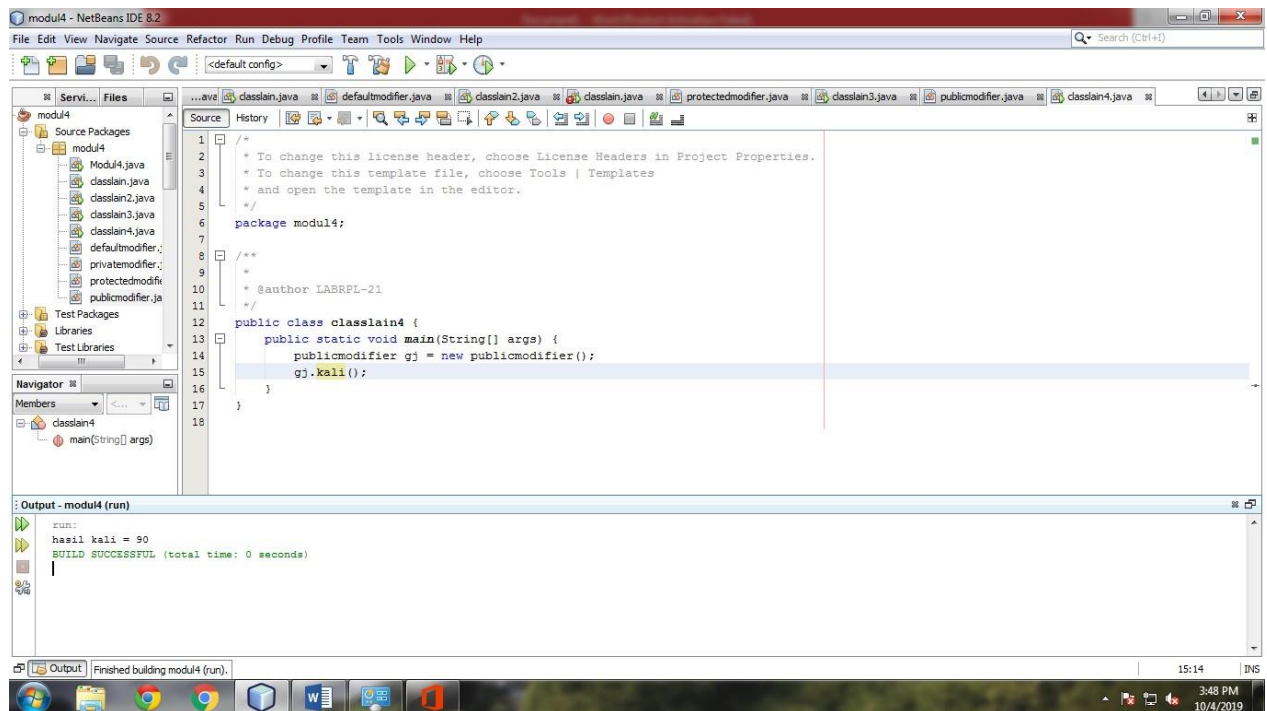 modul4 - NetBeans IDE 8.2
File Edit View Navigate Source Refactor Run Debug Profile Team Tools Window Help
Search (Ctrl+I)
<default config>
Servi... Files
...ava classlain.java defaultmodifier.java classlain2.java classlain.java protectedmodifier.java classlain3.java publicmodifier.java classlain4.java
Source History
modul4
Source Packages
modul4
Modul4.java
classlain.java
classlain2.java
classlain3.java
classlain4.java
defaultmodifier.j
privatemodifier.j
protectedmodifie
publicmodifier.ja
Test Packages
Libraries
Test Libraries
Navigator
Members <...
classlain4
main(String[] args)
1 /*
2 * To change this license header, choose License Headers in Project Properties.
3 * To change this template file, choose Tools | Templates
4 * and open the template in the editor.
5 */
6 package modul4;
7
8 /**
9 *
10 * @author LABRPL-21
11 */
12 public class classlain4 {
13 public static void main(String[] args) {
14 publicmodifier gj = new publicmodifier();
15 gj.kali();
16 }
17 }
18
Output - modul4 (run)
run:
hasil kali = 90
BUILD SUCCESSFUL (total time: 0 seconds)
Output Finished building modul4 (run).
15:14 INS
3:48 PM
10/4/2019